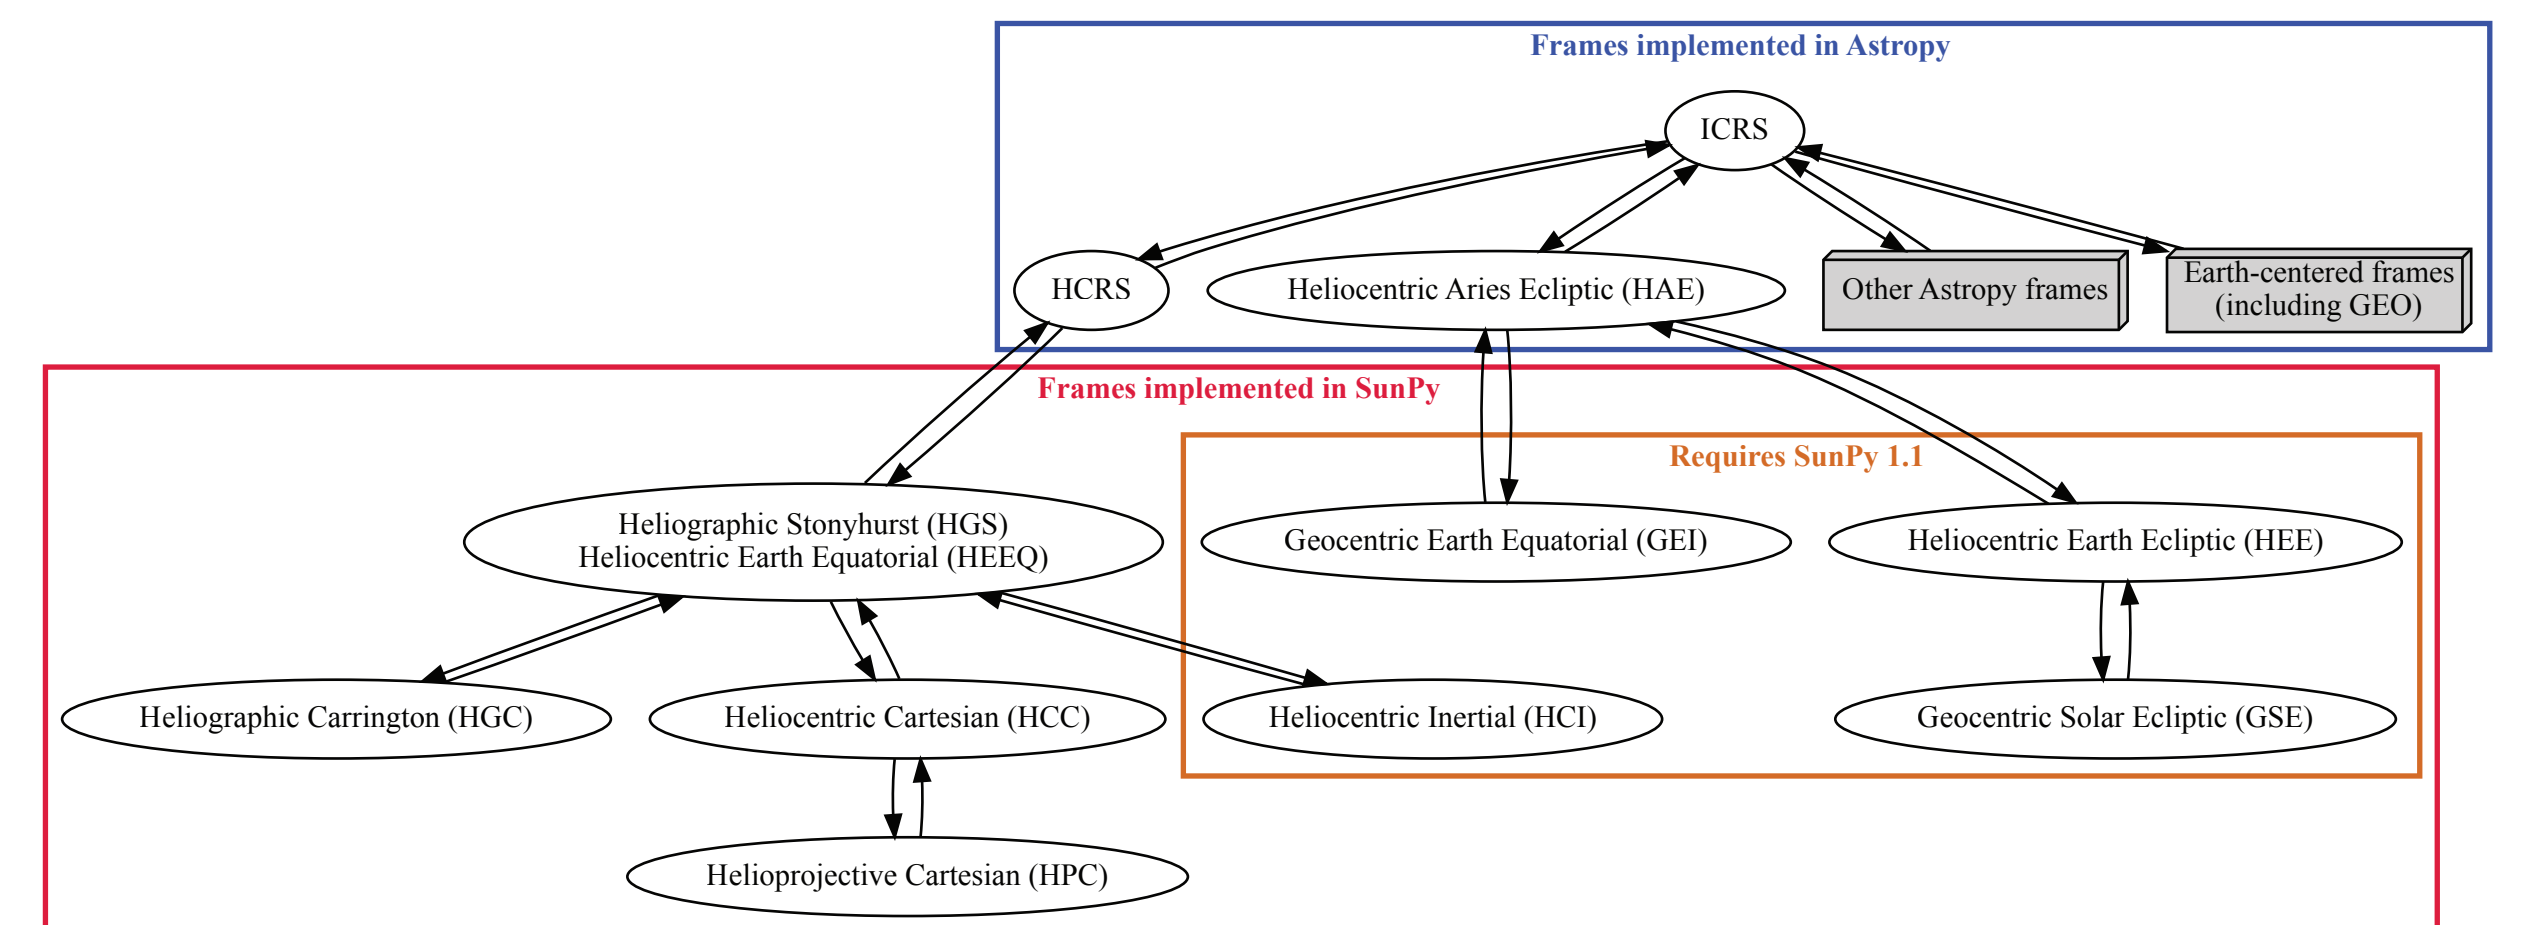 Frames implemented in Astropy
ICRS
HCRS
Heliocentric Aries Ecliptic (HAE)
Other Astropy frames
Earth-centered frames
(including GEO)
Frames implemented in SunPy
Requires SunPy 1.1
Heliographic Stonyhurst (HGS)
Heliocentric Earth Equatorial (HEEQ)
Geocentric Earth Equatorial (GEI)
Heliocentric Earth Ecliptic (HEE)
Heliographic Carrington (HGC)
Heliocentric Cartesian (HCC)
Heliocentric Inertial (HCI)
Geocentric Solar Ecliptic (GSE)
Helioprojective Cartesian (HPC)